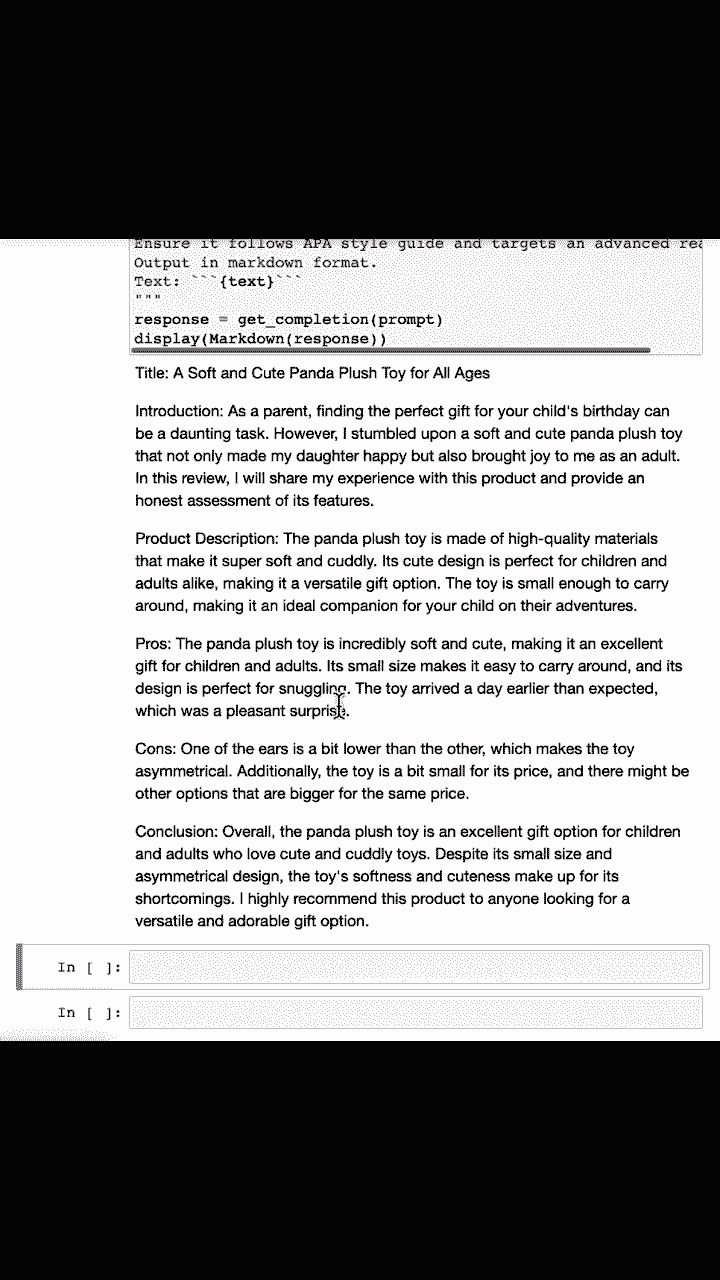 Ensure it follows APA style guide and targets an advanced
Output in markdown format.
Text: ```{text}```
"""
response = get_completion(prompt)
display(Markdown(response))
Title: A Soft and Cute Panda Plush Toy for All Ages
Introduction: As a parent, finding the perfect gift for your child's birthday can
be a daunting task. However, I stumbled upon a soft and cute panda plush toy
that not only made my daughter happy but also brought joy to me as an adult.
In this review, I will share my experience with this product and provide an
honest assessment of its features.
Product Description: The panda plush toy is made of high-quality materials
that make it super soft and cuddly. Its cute design is perfect for children and
adults alike, making it a versatile gift option. The toy is small enough to carry
around, making it an ideal companion for your child on their adventures.
Pros: The panda plush toy is incredibly soft and cute, making it an excellent
gift for children and adults. Its small size makes it easy to carry around, and its
design is perfect for snuggling. The toy arrived a day earlier than expected,
which was a pleasant surprise.
Cons: One of the ears is a bit lower than the other, which makes the toy
asymmetrical. Additionally, the toy is a bit small for its price, and there might be
other options that are bigger for the same price.
Conclusion: Overall, the panda plush toy is an excellent gift option for children
and adults who love cute and cuddly toys. Despite its small size and
asymmetrical design, the toy's softness and cuteness make up for its
shortcomings. I highly recommend this product to anyone looking for a
versatile and adorable gift option.
In [ ]:
In [ ]: